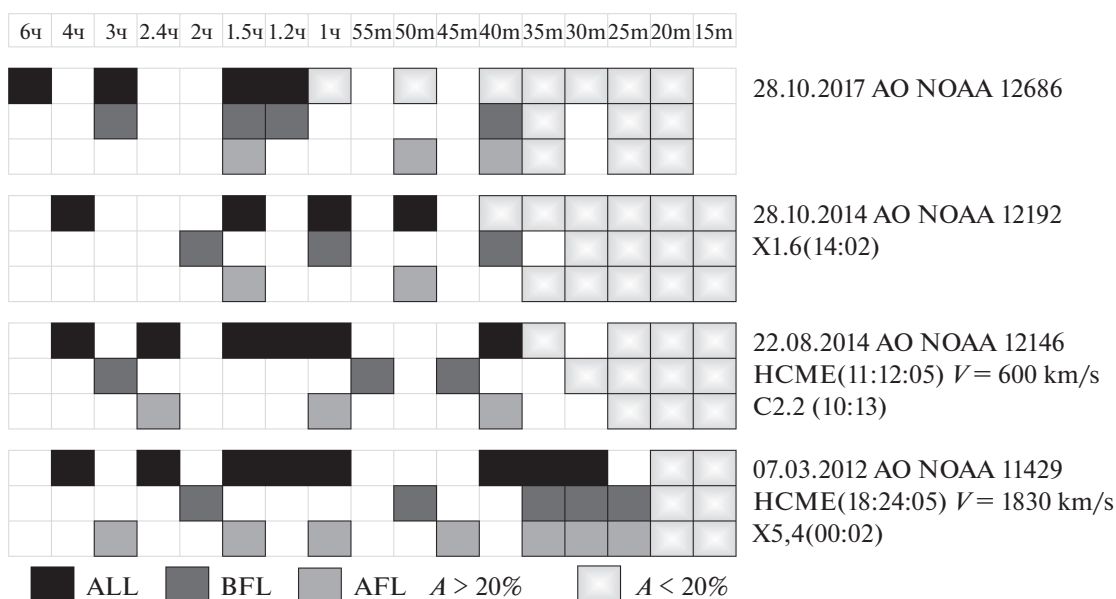 6ч 4ч 3ч 2.4ч 2ч 1.5ч 1.2ч 1ч 55m 50m 45m 40m 35m 30m 25m 20m 15m
28.10.2017 AO NOAA 12686
28.10.2014 AO NOAA 12192
X1.6(14:02)
22.08.2014 AO NOAA 12146
HCME(11:12:05) V = 600 km/s
C2.2 (10:13)
07.03.2012 AO NOAA 11429
HCME(18:24:05) V = 1830 km/s
X5,4(00:02)
ALL BFL AFL A > 20% A < 20%